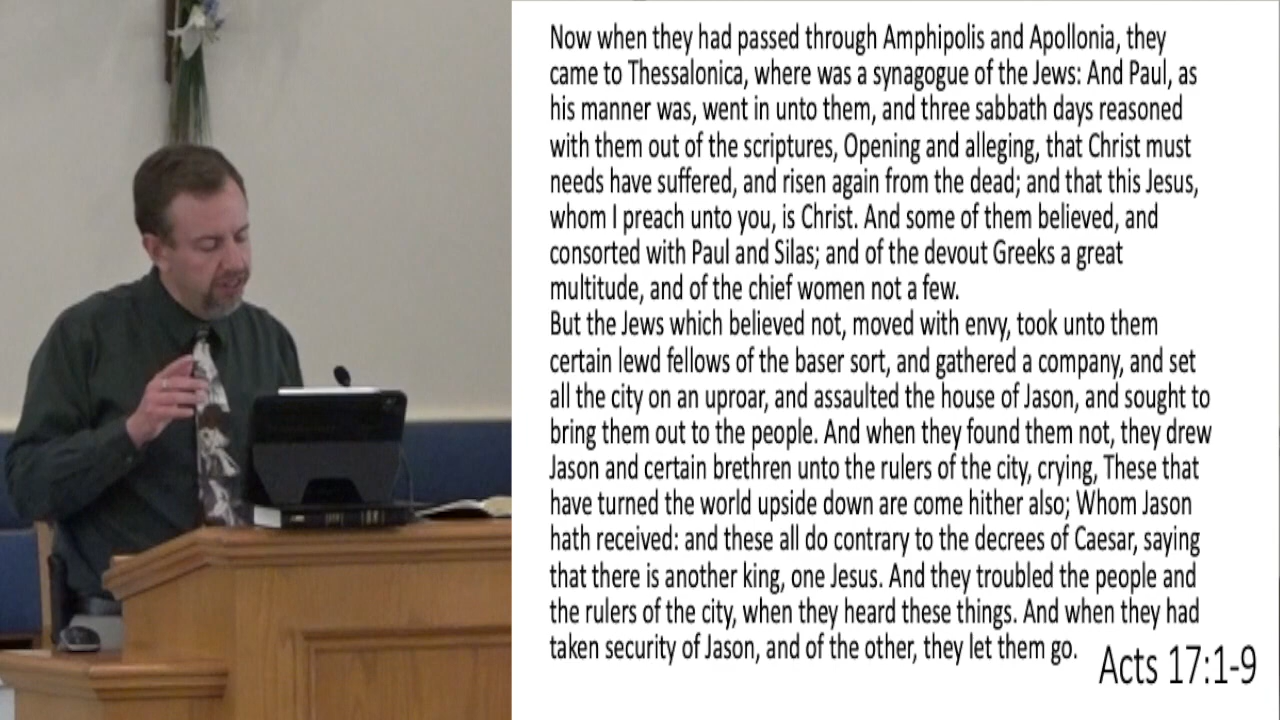 Now when they had passed through Amphipolis and Apollonia, they
came to Thessalonica, where was a synagogue of the Jews: And Paul, as
his manner was, went in unto them, and three sabbath days reasoned
with them out of the scriptures, Opening and alleging, that Christ must
needs have suffered, and risen again from the dead; and that this Jesus,
whom I preach unto you, is Christ. And some of them believed, and
consorted with Paul and Silas; and of the devout Greeks a great
multitude, and of the chief women not a few.
But the Jews which believed not, moved with envy, took unto them
certain lewd fellows of the baser sort, and gathered a company, and set
all the city on an uproar, and assaulted the house of Jason, and sought to
bring them out to the people. And when they found them not, they drew
Jason and certain brethren unto the rulers of the city, crying, These that
have turned the world upside down are come hither also; Whom Jason
hath received: and these all do contrary to the decrees of Caesar, saying
that there is another king, one Jesus. And they troubled the people and
the rulers of the city, when they heard these things. And when they had
taken security of Jason, and of the other, they let them go.
Acts 17:1-9